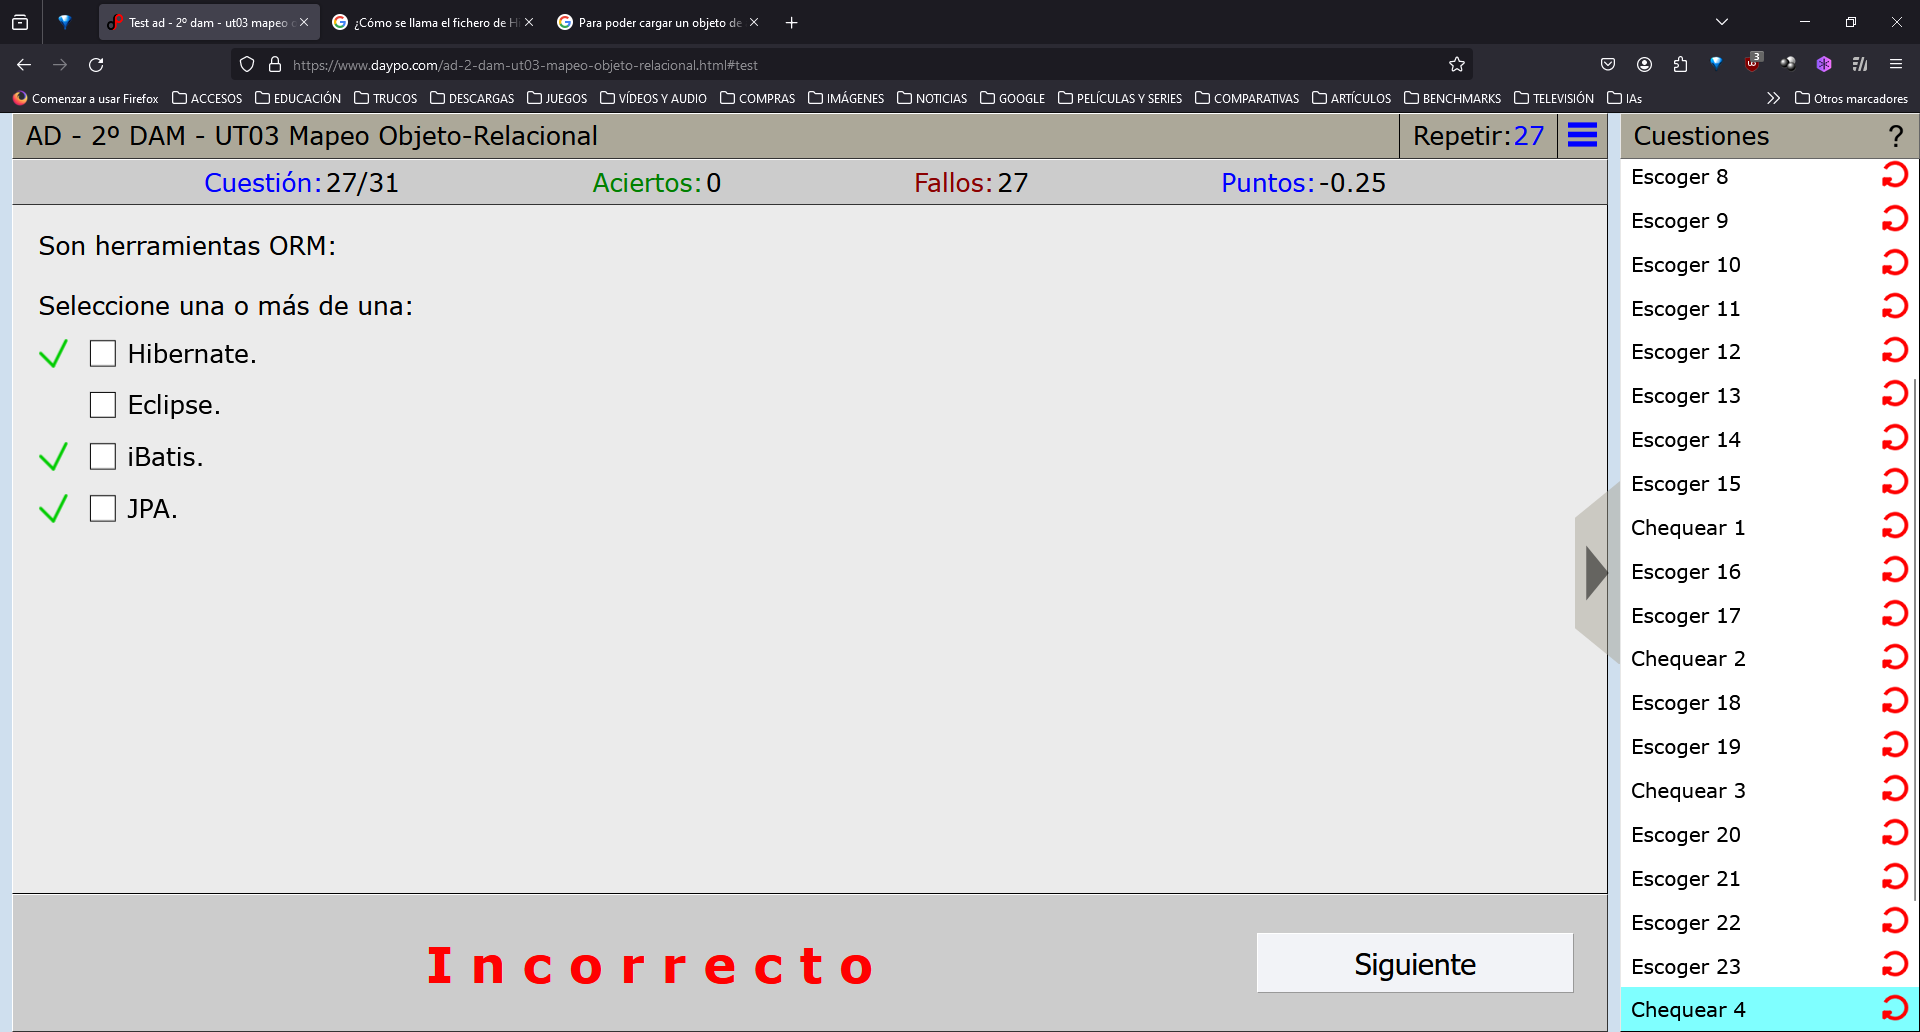 Test ad - 2º dam - ut03 mapeo
¿Cómo se llama el fichero de Hi
Para poder cargar un objeto de
https://www.daypo.com/ad-2-dam-ut03-mapeo-objeto-relacional.html#test
3
Comenzar a usar Firefox
ACCESOS
EDUCACIÓN
TRUCOS
DESCARGAS
JUEGOS
VÍDEOS Y AUDIO
COMPRAS
IMÁGENES
NOTICIAS
GOOGLE
PELÍCULAS Y SERIES
COMPARATIVAS
ARTÍCULOS
BENCHMARKS
TELEVISIÓN
IAs
Otros marcadores
AD - 2º DAM - UT03 Mapeo Objeto-Relacional
Repetir:27
Cuestión:27/31
Aciertos:0
Fallos:27
Puntos:-0.25
Son herramientas ORM:
Seleccione una o más de una:
Hibernate.
Eclipse.
iBatis.
JPA.
Incorrecto
Siguiente
Cuestiones
?
Escoger 8
Escoger 9
Escoger 10
Escoger 11
Escoger 12
Escoger 13
Escoger 14
Escoger 15
Chequear 1
Escoger 16
Escoger 17
Chequear 2
Escoger 18
Escoger 19
Chequear 3
Escoger 20
Escoger 21
Escoger 22
Escoger 23
Chequear 4